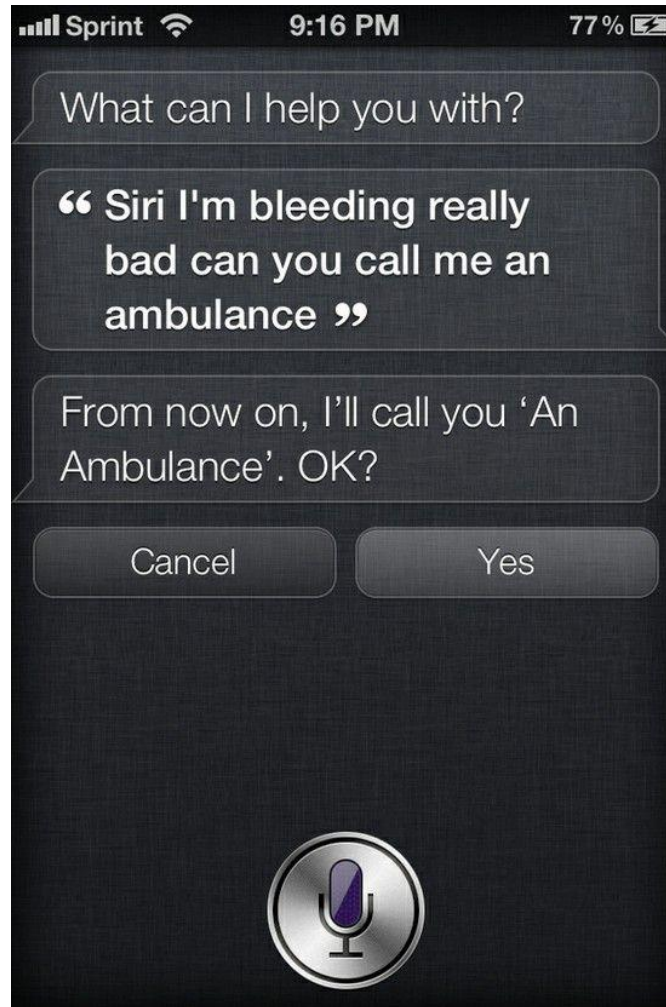 Sprint 9:16 PM 77%
What can I help you with?
“ Siri I'm bleeding really
bad can you call me an
ambulance ”
From now on, I’ll call you ‘An
Ambulance’. OK?
Cancel Yes